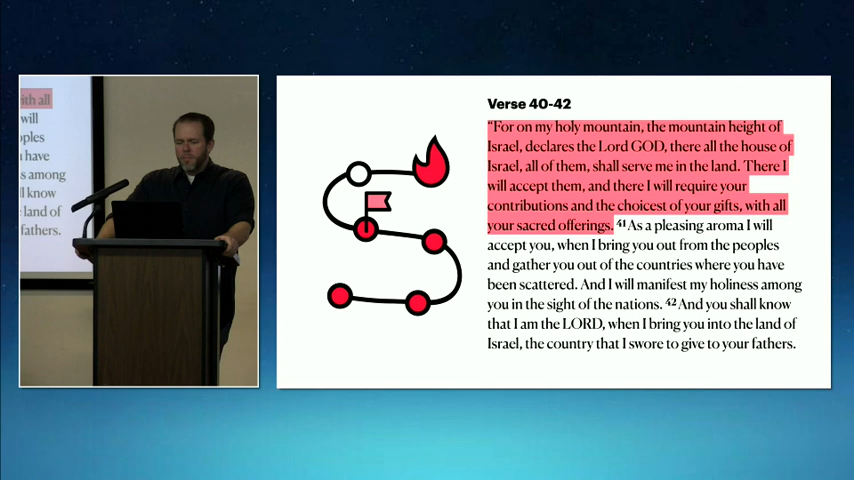 ith all
will
oples
have
s among
l know
land of
fathers.
Verse 40-42
“For on my holy mountain, the mountain height of
Israel, declares the Lord GOD, there all the house of
Israel, all of them, shall serve me in the land. There I
will accept them, and there I will require your
contributions and the choicest of your gifts, with all
your sacred offerings. 41As a pleasing aroma I will
accept you, when I bring you out from the peoples
and gather you out of the countries where you have
been scattered. And I will manifest my holiness among
you in the sight of the nations. 42And you shall know
that I am the LORD, when I bring you into the land of
Israel, the country that I swore to give to your fathers.